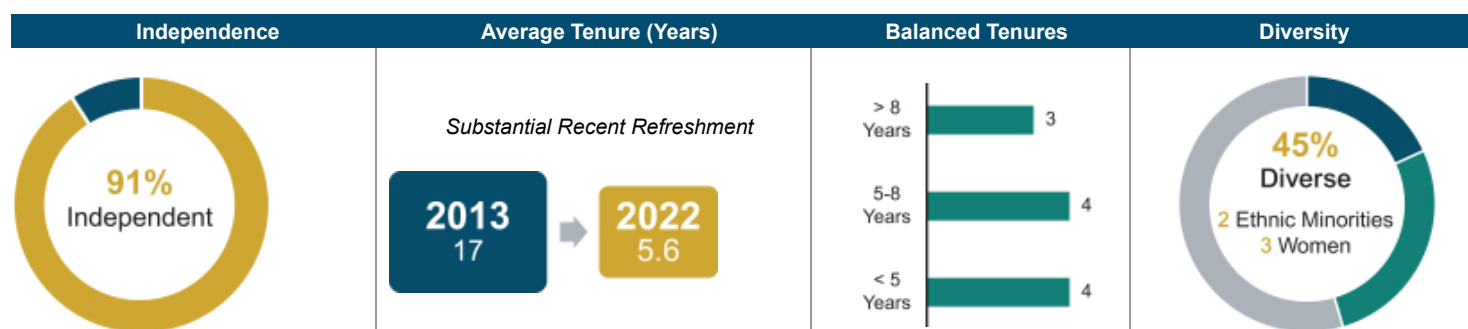 Independence
91%
Independent
Average Tenure (Years)
Substantial Recent Refreshment
2013
17
2022
5.6
Balanced Tenures
> 8
Years
3
5-8
Years
4
< 5
Years
4
Diversity
45%
Diverse
2 Ethnic Minorities
3 Women